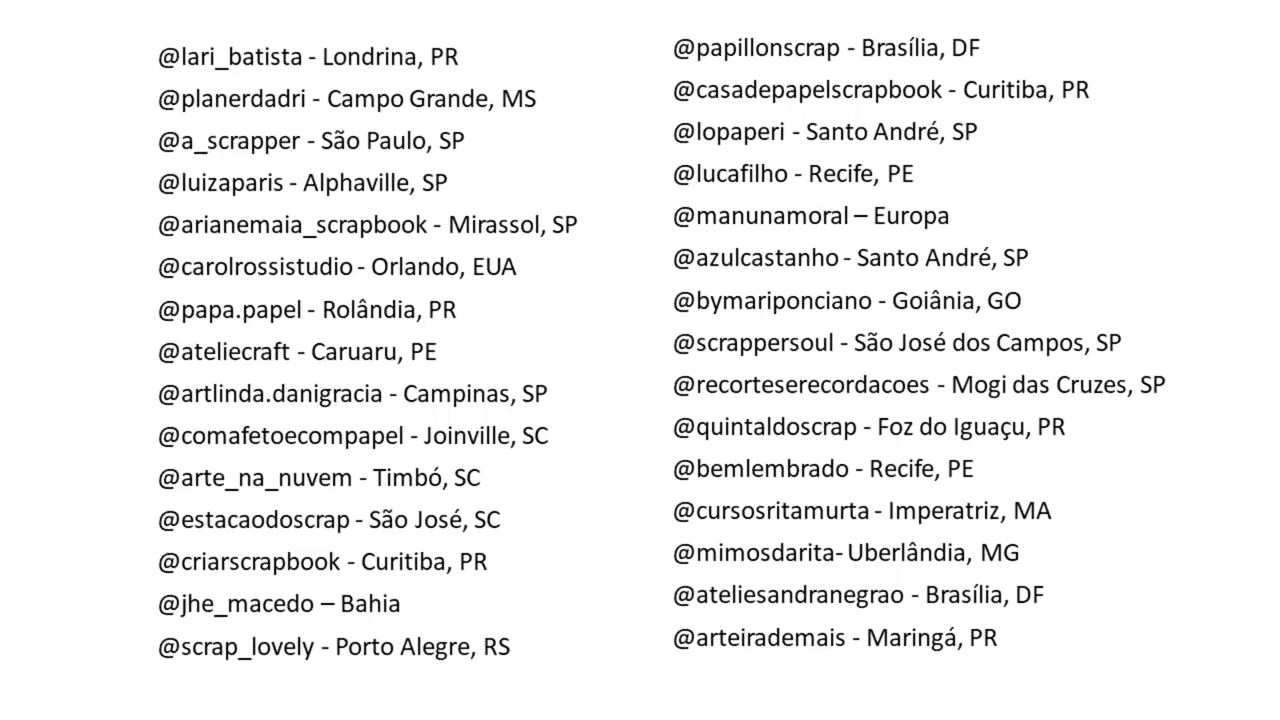 @lari_batista - Londrina, PR
@planerdadri - Campo Grande, MS
@a_scrapper - São Paulo, SP
@luizaparis - Alphaville, SP
@arianemaia_scrapbook - Mirassol, SP
@carolrossistudio - Orlando, EUA
@papa.papel - Rolândia, PR
@ateliecraft - Caruaru, PE
@artlinda.danigracia - Campinas, SP
@comafetoecompapel - Joinville, SC
@arte_na_nuvem - Timbó, SC
@estacaodoscrap - São José, SC
@criarscrapbook - Curitiba, PR
@jhe_macedo – Bahia
@scrap_lovely - Porto Alegre, RS
@papillonscrap - Brasília, DF
@casadepapelscrapbook - Curitiba, PR
@lopaperi - Santo André, SP
@lucafilho - Recife, PE
@manunamoral – Europa
@azulcastanho - Santo André, SP
@bymariponciano - Goiânia, GO
@scrappersoul - São José dos Campos, SP
@recorteserecordacoes - Mogi das Cruzes, SP
@quintaldoscrap - Foz do Iguaçu, PR
@bemlembrado - Recife, PE
@cursosritamurta - Imperatriz, MA
@mimosdarita- Uberlândia, MG
@ateliesandranegrao - Brasília, DF
@arteirademais - Maringá, PR